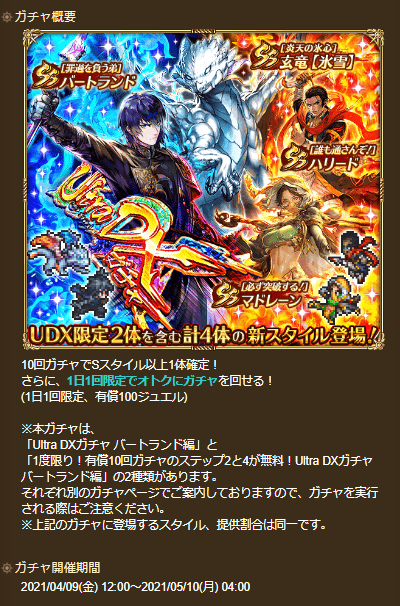 ガチャ概要
SS
[罪過を負う弟]
バートランド
SS
[炎天の氷心]
玄竜[氷雪]
[誰も通さんぞ!]
SS
ハリード
Ultra DX
ガチャ
[必ず突破する!]
SS
マドレーン
UDX限定2体を含む計4体の新スタイル登場!
10回ガチャでSスタイル以上1体確定!
さらに、1日1回限定でオトクにガチャを回せる!
(1日1回限定、有償100ジュエル)
※本ガチャは、
「Ultra DXガチャ バートランド編」と
「1度限り!有償10回ガチャのステップ2と4が無料!Ultra DXガチャ
バートランド編」の2種類があります。
それぞれ別のガチャページでご案内しておりますので、ガチャを実行
される際はご注意ください。
※上記のガチャに登場するスタイル、提供割合は同一です。
ガチャ開催期間
2021/04/09(金) 12:00～2021/05/10(月) 04:00